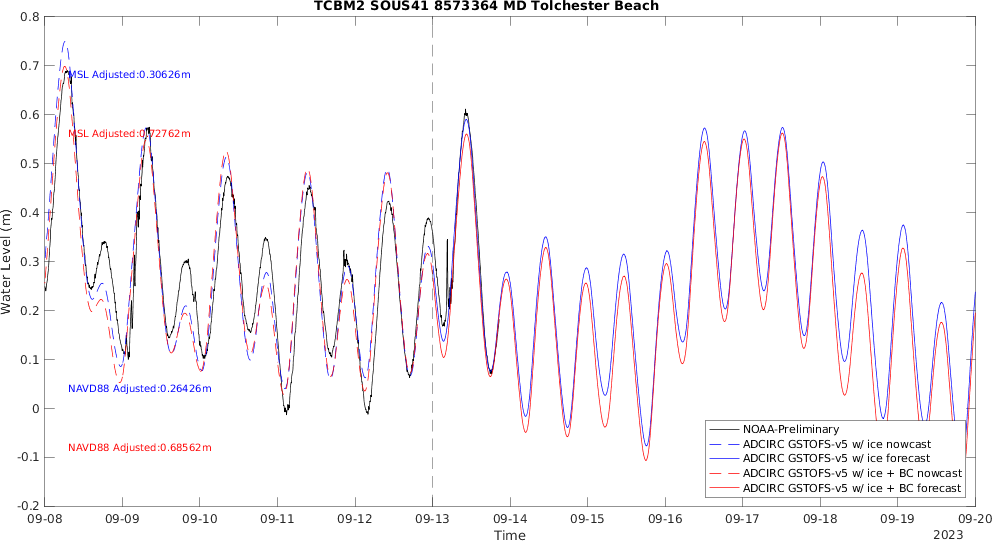 TCBM2 SOUS41 8573364 MD Tolchester Beach
0.8
0.7
0.6
0.5
0.4
0.3
0.2
0.1
0
-0.1
-0.2
Water Level (m)
MSL Adjusted:0.30626m
MSL Adjusted:0.72762m
NAVD88 Adjusted:0.26426m
NAVD88 Adjusted:0.68562m
NOAA-Preliminary
ADCIRC GSTOFS-v5 w/ ice nowcast
ADCIRC GSTOFS-v5 w/ ice forecast
ADCIRC GSTOFS-v5 w/ ice + BC nowcast
ADCIRC GSTOFS-v5 w/ ice + BC forecast
09-08 09-09 09-10 09-11 09-12 09-13 09-14 09-15 09-16 09-17 09-18 09-19 09-20
Time
2023